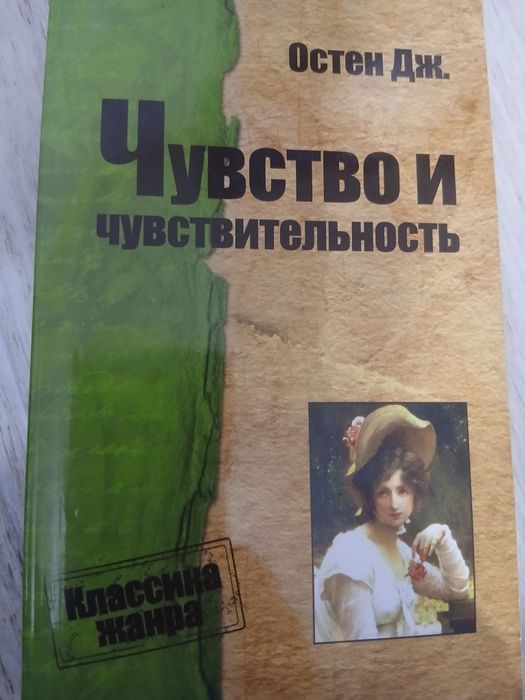 Остен Дж.
Чувство и
чувствительность
Классика
жанра